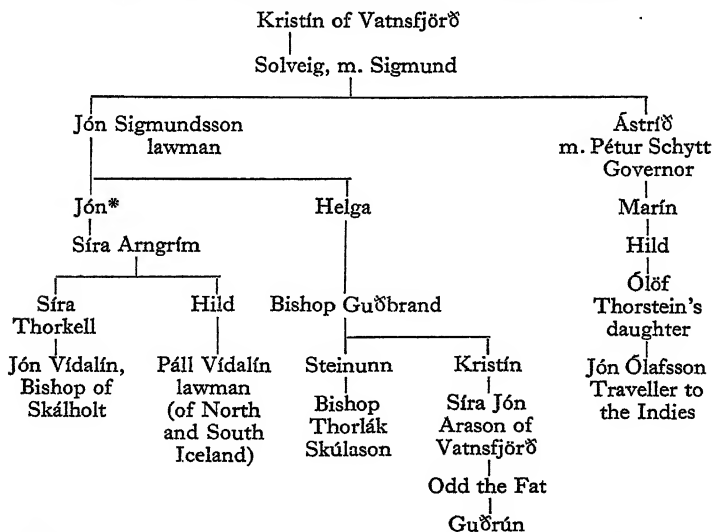 Kristín of Vatnsfjörð
Solveig, m. Sigmund
Jón Sigmundsson
lawman
Ástríð
m. Pétur Schytt
Governor
Jón*
Helga
Marín
Síra Arngrím
Hild
Síra
Thorkell
Hild
Bishop Guðbrand
Ólöf
Thorstein's
daughter
Jón Vídalín,
Bishop of
Skálholt
Páll Vídalín
lawman
(of North
and South
Iceland)
Steinunn
Kristín
Jón Ólafsson
Traveller to
the Indies
Bishop
Thorlák
Skúlason
Síra Jón
Arason of
Vatnsfjörð
Odd the Fat
Guðrún